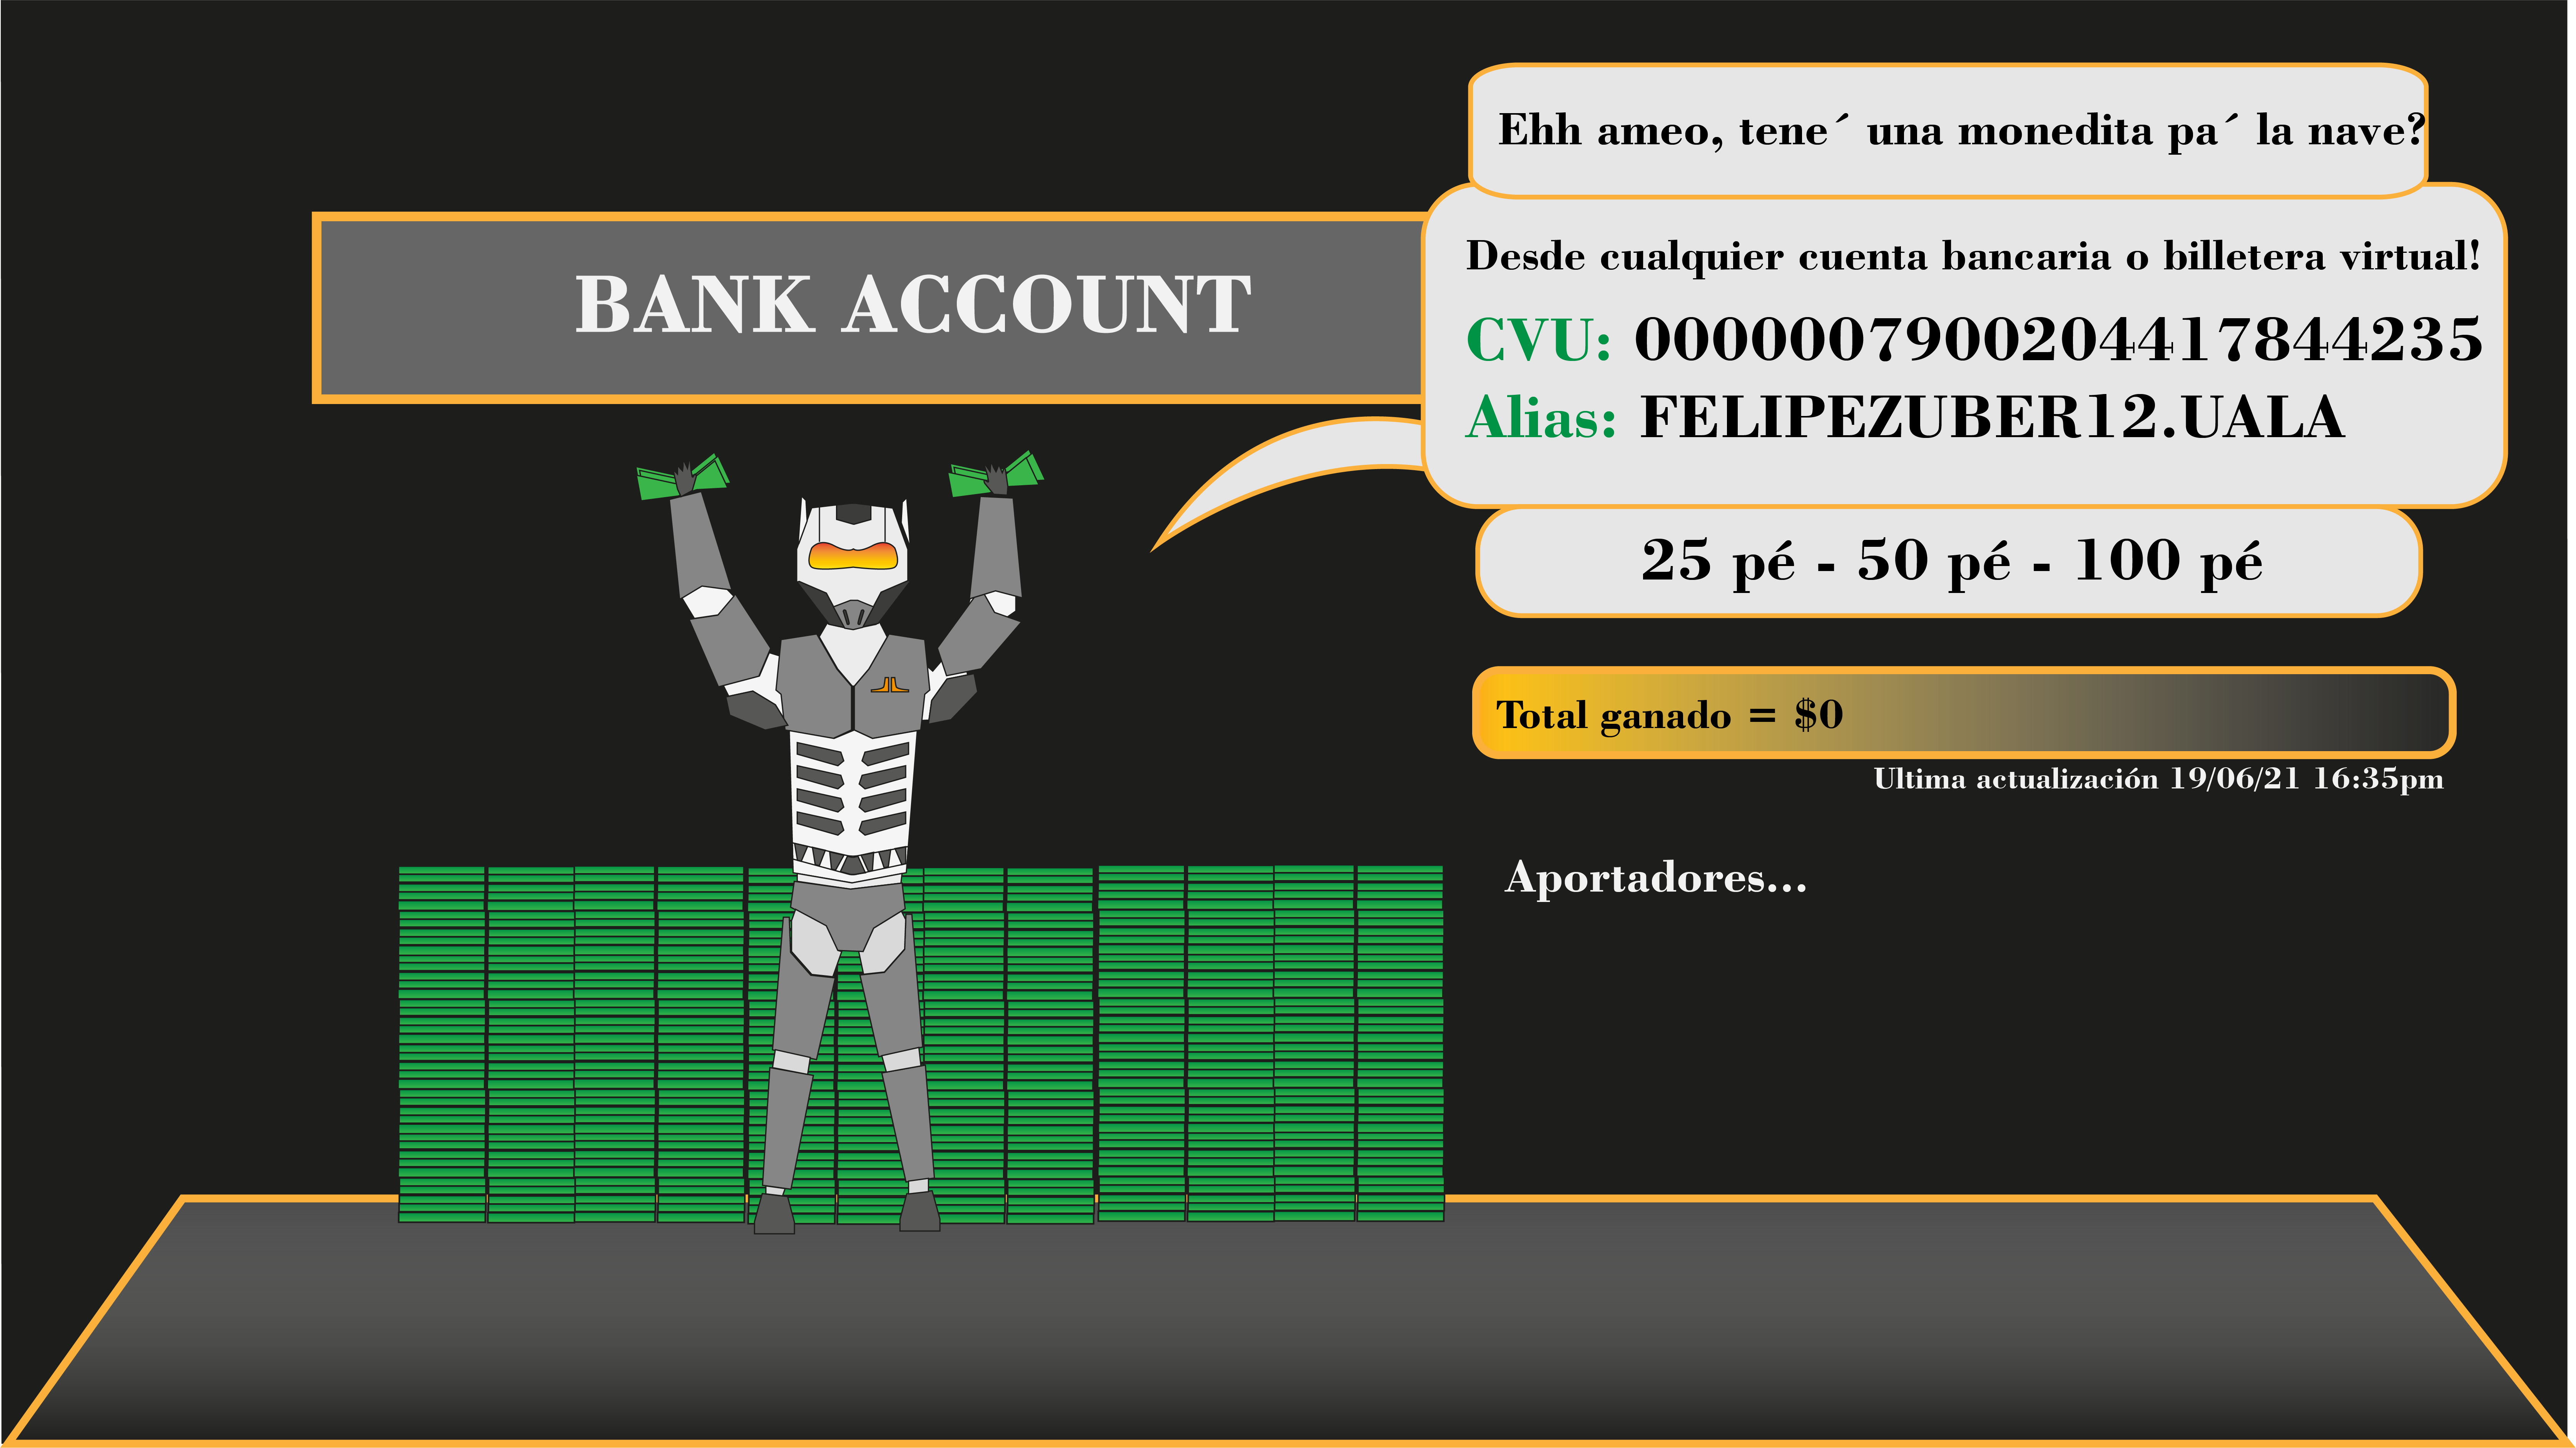 Ehh ameo, tene´ una monedita pa´ la nave?
BANK ACCOUNT
Desde cualquier cuenta bancaria o billetera virtual!
CVU: 0000007900204417844235
Alias: FELIPEZUBER12.UALA
25 pé - 50 pé - 100 pé
Total ganado = $0
Ultima actualización 19/06/21 16:35pm
Aportadores...